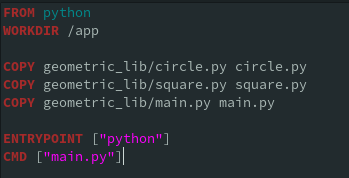 FROM python
WORKDIR /app
COPY geometric_lib/circle.py circle.py
COPY geometric_lib/square.py square.py
COPY geometric_lib/main.py main.py
ENTRYPOINT ["python"]
CMD ["main.py"]